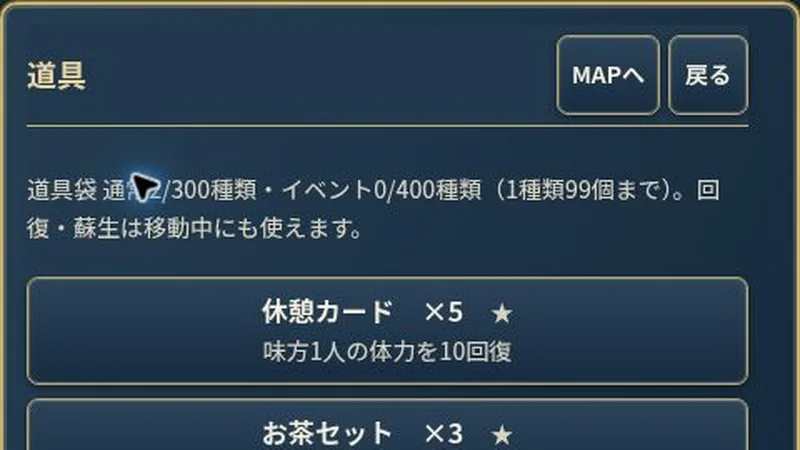 道具
MAPへ
戻る
道具袋 通常2/300種類・イベント0/400種類（1種類99個まで）。回
復・蘇生は移動中にも使えます。
休憩カード ×5 ★
味方1人の体力を10回復
お茶セット ×3 ★